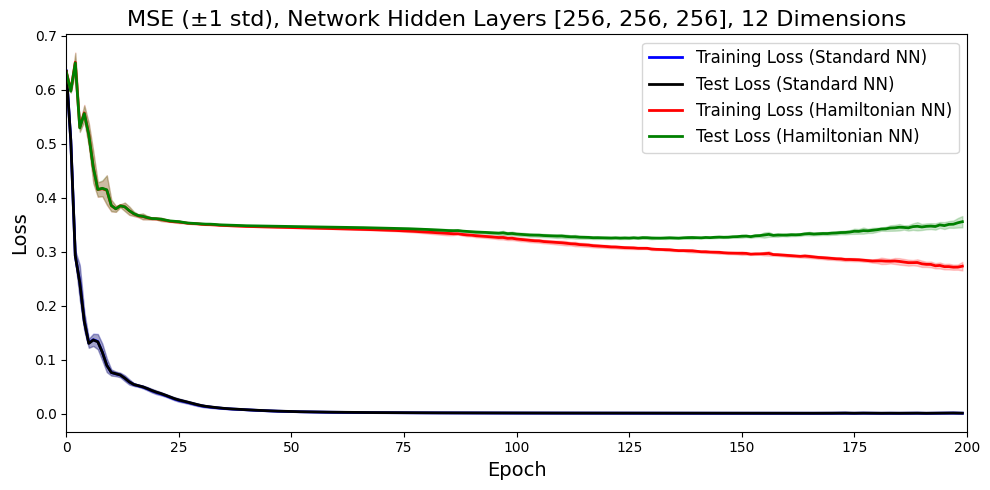 MSE (±1 std), Network Hidden Layers [256, 256, 256], 12 Dimensions
Loss
0.7
0.6
0.5
0.4
0.3
0.2
0.1
0.0
Training Loss (Standard NN)
Test Loss (Standard NN)
Training Loss (Hamiltonian NN)
Test Loss (Hamiltonian NN)
0 25 50 75 100 125 150 175 200
Epoch